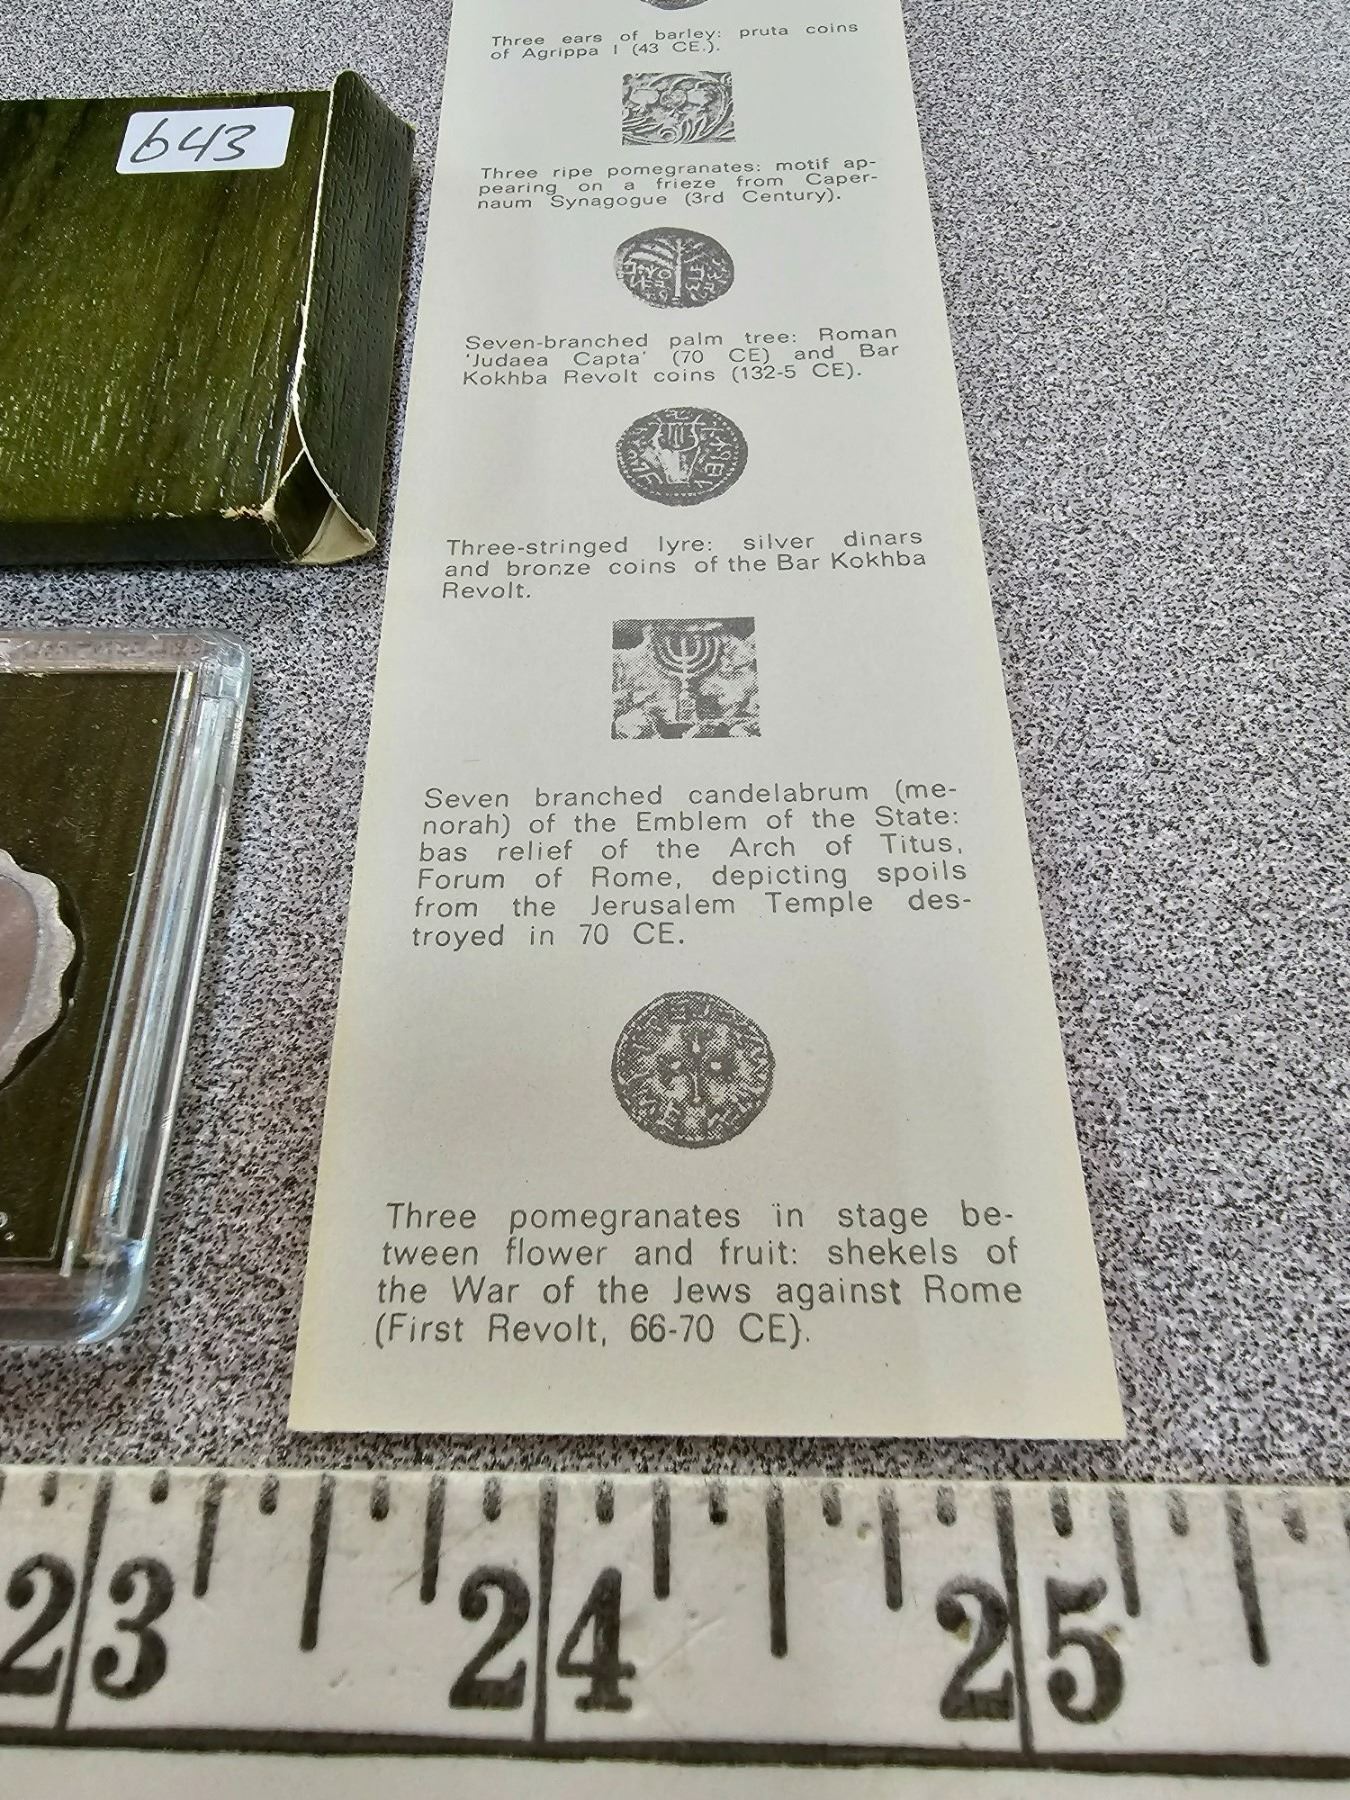 Three ears of barley: pruta coins
of Agrippa I (43 CE.).
643
Three ripe pomegranates: motif ap-
pearing on a frieze from Caper-
naum Synagogue (3rd Century).
Seven-branched palm tree: Roman
'Judaea Capta' (70 CE) and Bar
Kokhba Revolt coins (132-5 CE).
Three-stringed lyre: silver dinars
and bronze coins of the Bar Kokhba
Revolt.
Seven branched candelabrum (me-
norah) of the Emblem of the State:
bas relief of the Arch of Titus,
Forum of Rome, depicting spoils
from the Jerusalem Temple des-
troyed in 70 CE.
Three pomegranates in stage be-
tween flower and fruit: shekels of
the War of the Jews against Rome
(First Revolt, 66-70 CE).
23 24 25